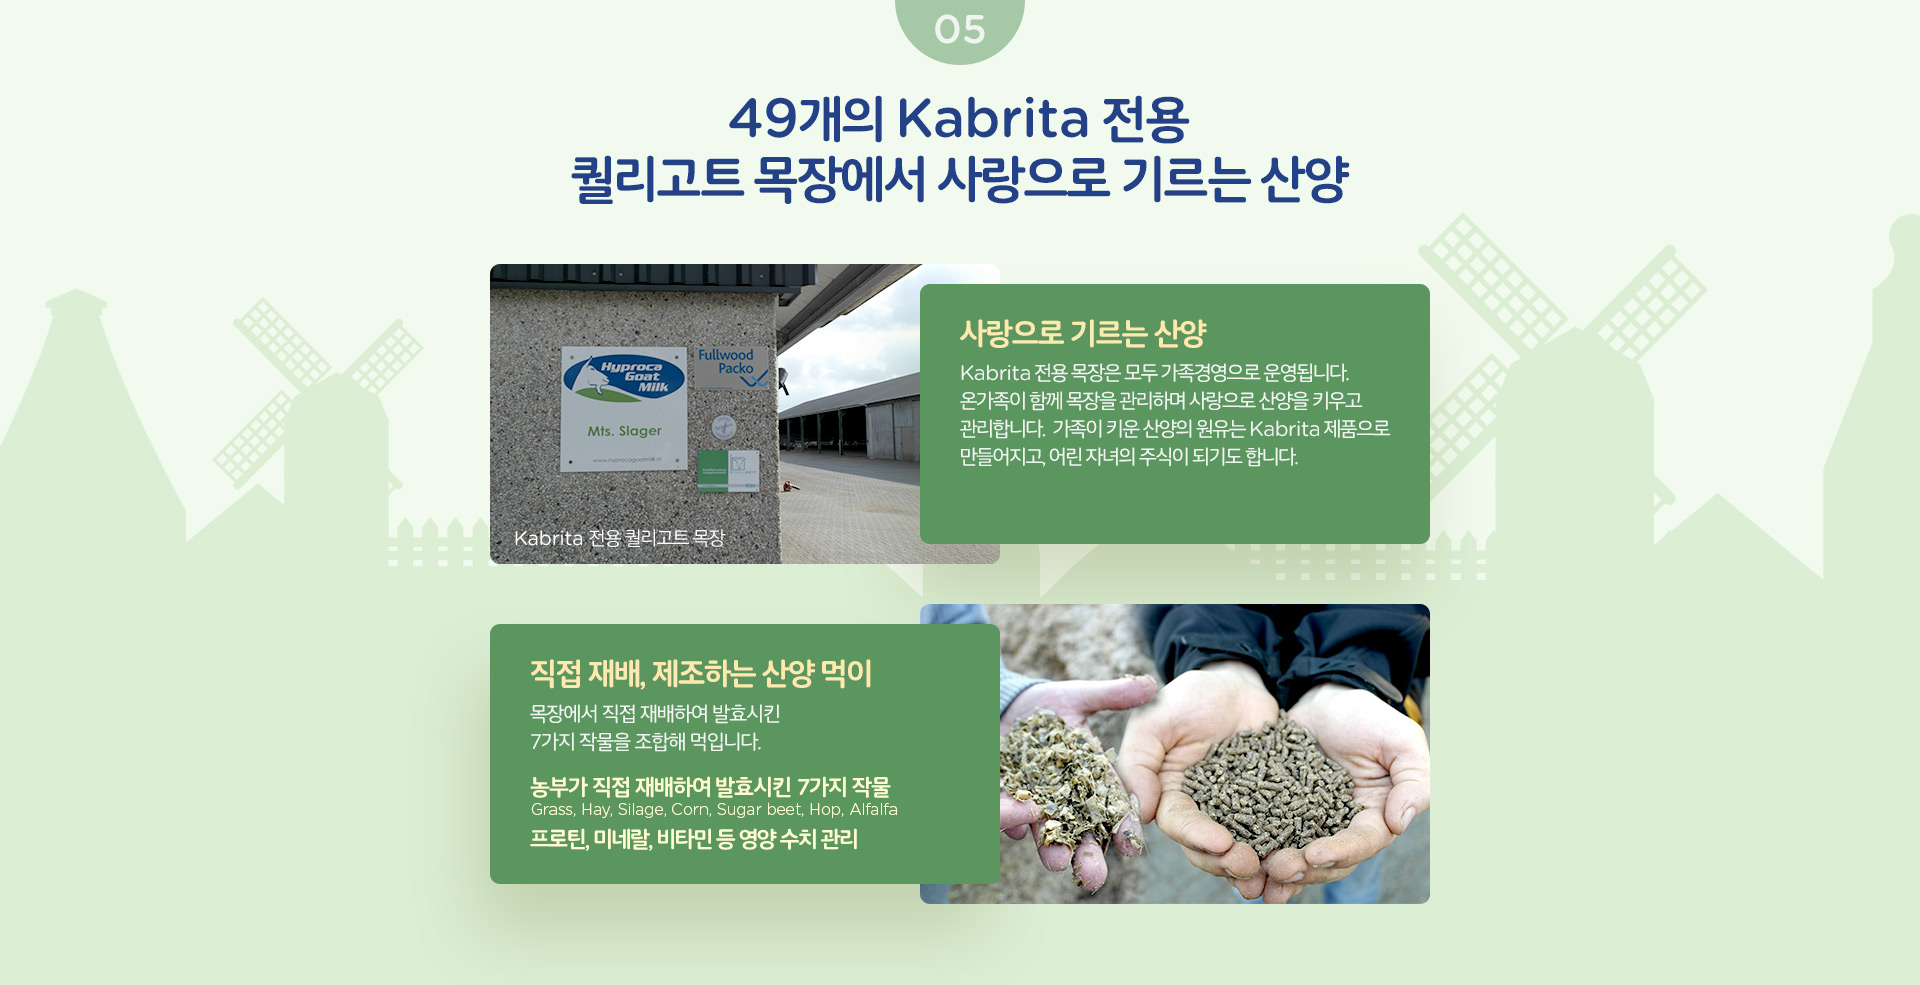 05
49개의 Kabrita 전용
퀄리고트 목장에서 사랑으로 기르는 산양
Hyproca
Goat
Milk
Mts. Slager
www.hyprocagoatmilk.nl
Fullwood
Packo
Kabrita 전용 퀄리고트 목장
사랑으로 기르는 산양
Kabrita 전용 목장은 모두 가족경영으로 운영됩니다.
온가족이 함께 목장을 관리하며 사랑으로 산양을 키우고
관리합니다. 가족이 키운 산양의 원유는 Kabrita 제품으로
만들어지고, 어린 자녀의 주식이 되기도 합니다.
직접 재배, 제조하는 산양 먹이
목장에서 직접 재배하여 발효시킨
7가지 작물을 조합해 먹입니다.
농부가 직접 재배하여 발효시킨 7가지 작물
Grass, Hay, Silage, Corn, Sugar beet, Hop, Alfalfa
프로틴, 미네랄, 비타민 등 영양 수치 관리